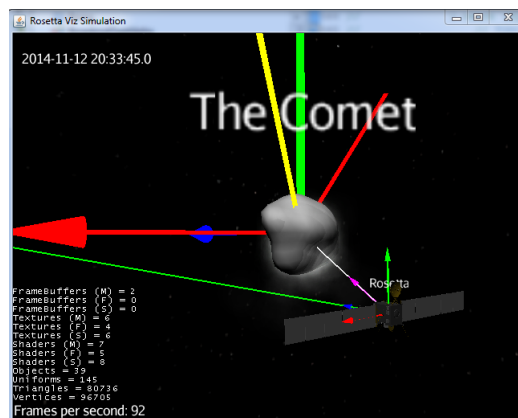 Rosetta Viz Simulation
2014-11-12 20:33:45.0
The Comet
Rosetta
FrameBuffers (M) = 2
FrameBuffers (F) = 0
FrameBuffers (S) = 0
Textures (M) = 6
Textures (F) = 4
Textures (S) = 6
Shaders (M) = 7
Shaders (F) = 5
Shaders (S) = 8
Objects = 39
Uniforms = 145
Triangles = 80736
Vertices = 96705
Frames per second: 92